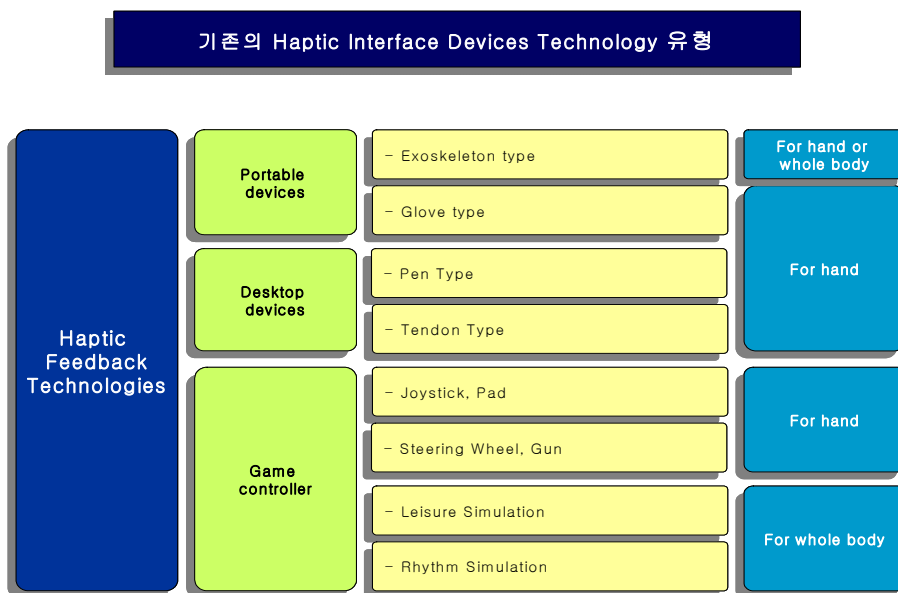 기존의 Haptic Interface Devices Technology 유형
Haptic
Feedback
Technologies
Portable
devices
- Exoskeleton type
- Glove type
For hand or
whole body
For hand
Desktop
devices
- Pen Type
- Tendon Type
Game
controller
- Joystick, Pad
- Steering Wheel, Gun
For hand
- Leisure Simulation
- Rhythm Simulation
For whole body